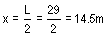 x = L/2 = 29/2 = 14.5m